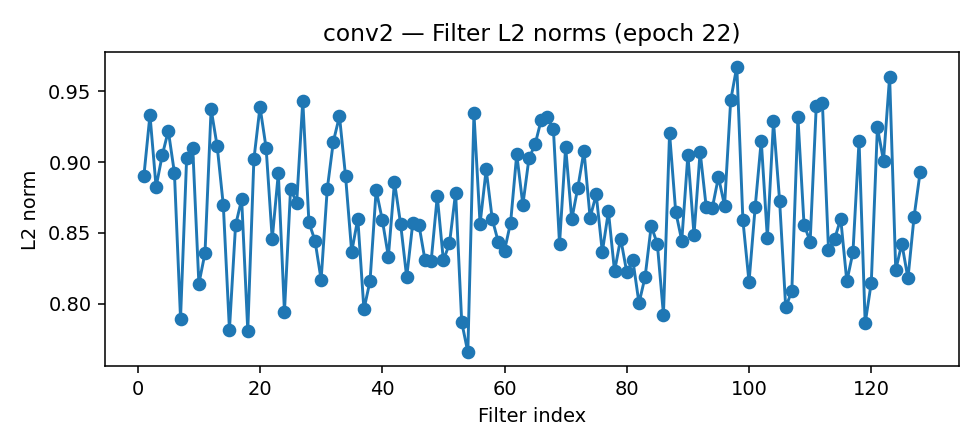 conv2 — Filter L2 norms (epoch 22)
0.95
0.90
0.85
0.80
L2 norm
0 20 40 60 80 100 120
Filter index